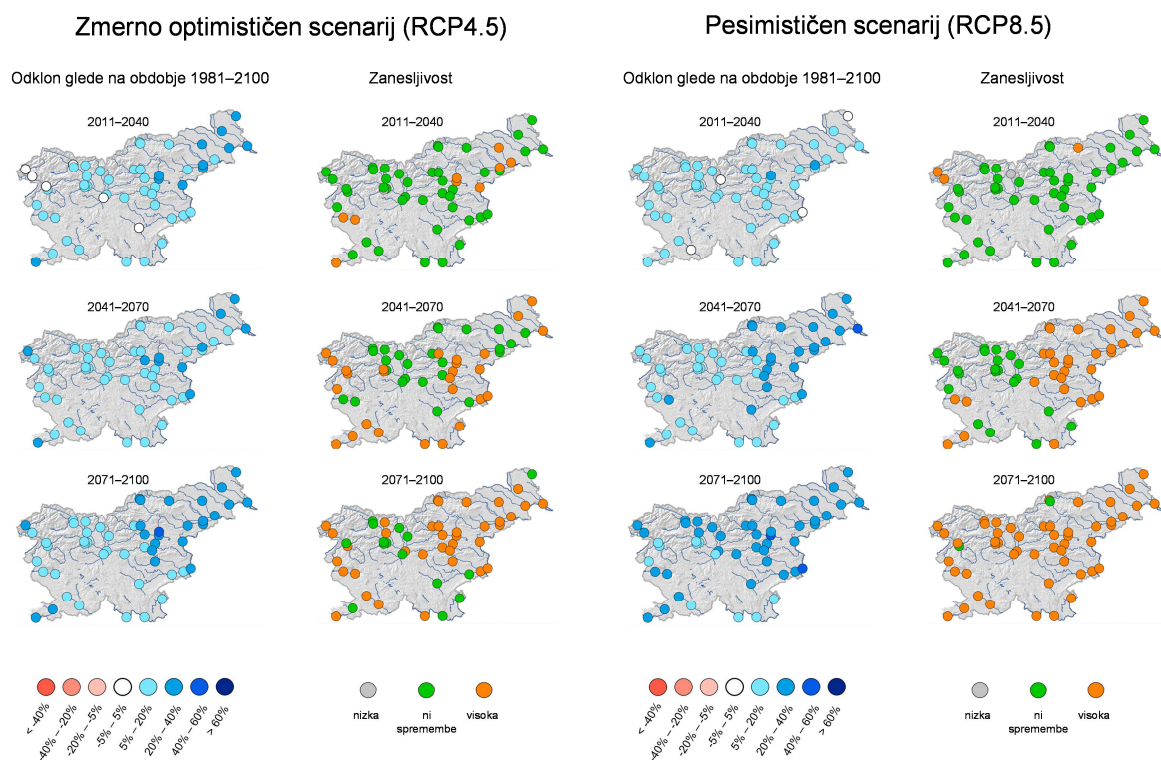 Zmerno optimističen scenarij (RCP4.5)
Pesimističen scenarij (RCP8.5)
Odklon glede na obdobje 1981–2100
Zanesljivost
Odklon glede na obdobje 1981–2100
Zanesljivost
2011–2040
2011–2040
2011–2040
2011–2040
2041–2070
2041–2070
2041–2070
2041–2070
2071–2100
2071–2100
2071–2100
2071–2100
< -40%
-40% – -20%
-20% – -5%
-5% – 5%
5% – 20%
20% – 40%
40% – 60%
> 60%
nizka
ni
spremembe
visoka
< -40%
-40% – -20%
-20% – -5%
-5% – 5%
5% – 20%
20% – 40%
40% – 60%
> 60%
nizka
ni
spremembe
visoka